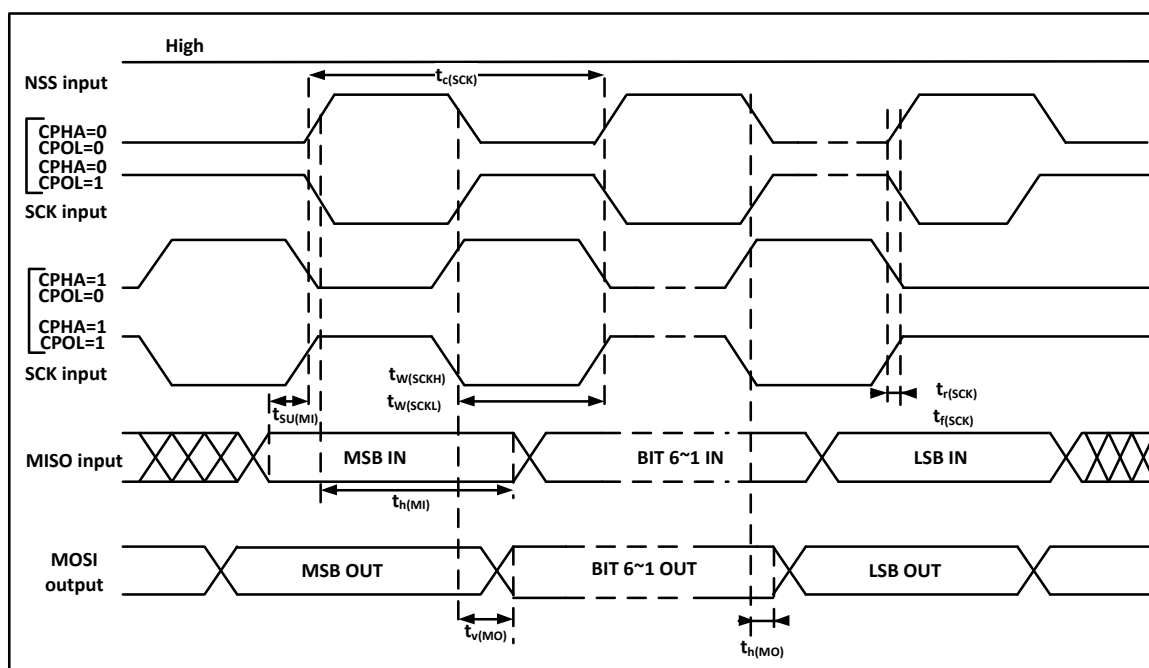 High
NSS input
tc(SCK)
CPHA=0
CPOL=0
CPHA=0
CPOL=1
SCK input
CPHA=1
CPOL=0
CPHA=1
CPOL=1
SCK input
tW(SCKH)
tW(SCKL)
tr(SCK)
tf(SCK)
tSU(MI)
MISO input
MSB IN
BIT 6~1 IN
LSB IN
th(MI)
MOSI
output
MSB OUT
BIT 6~1 OUT
LSB OUT
tv(MO)
th(MO)